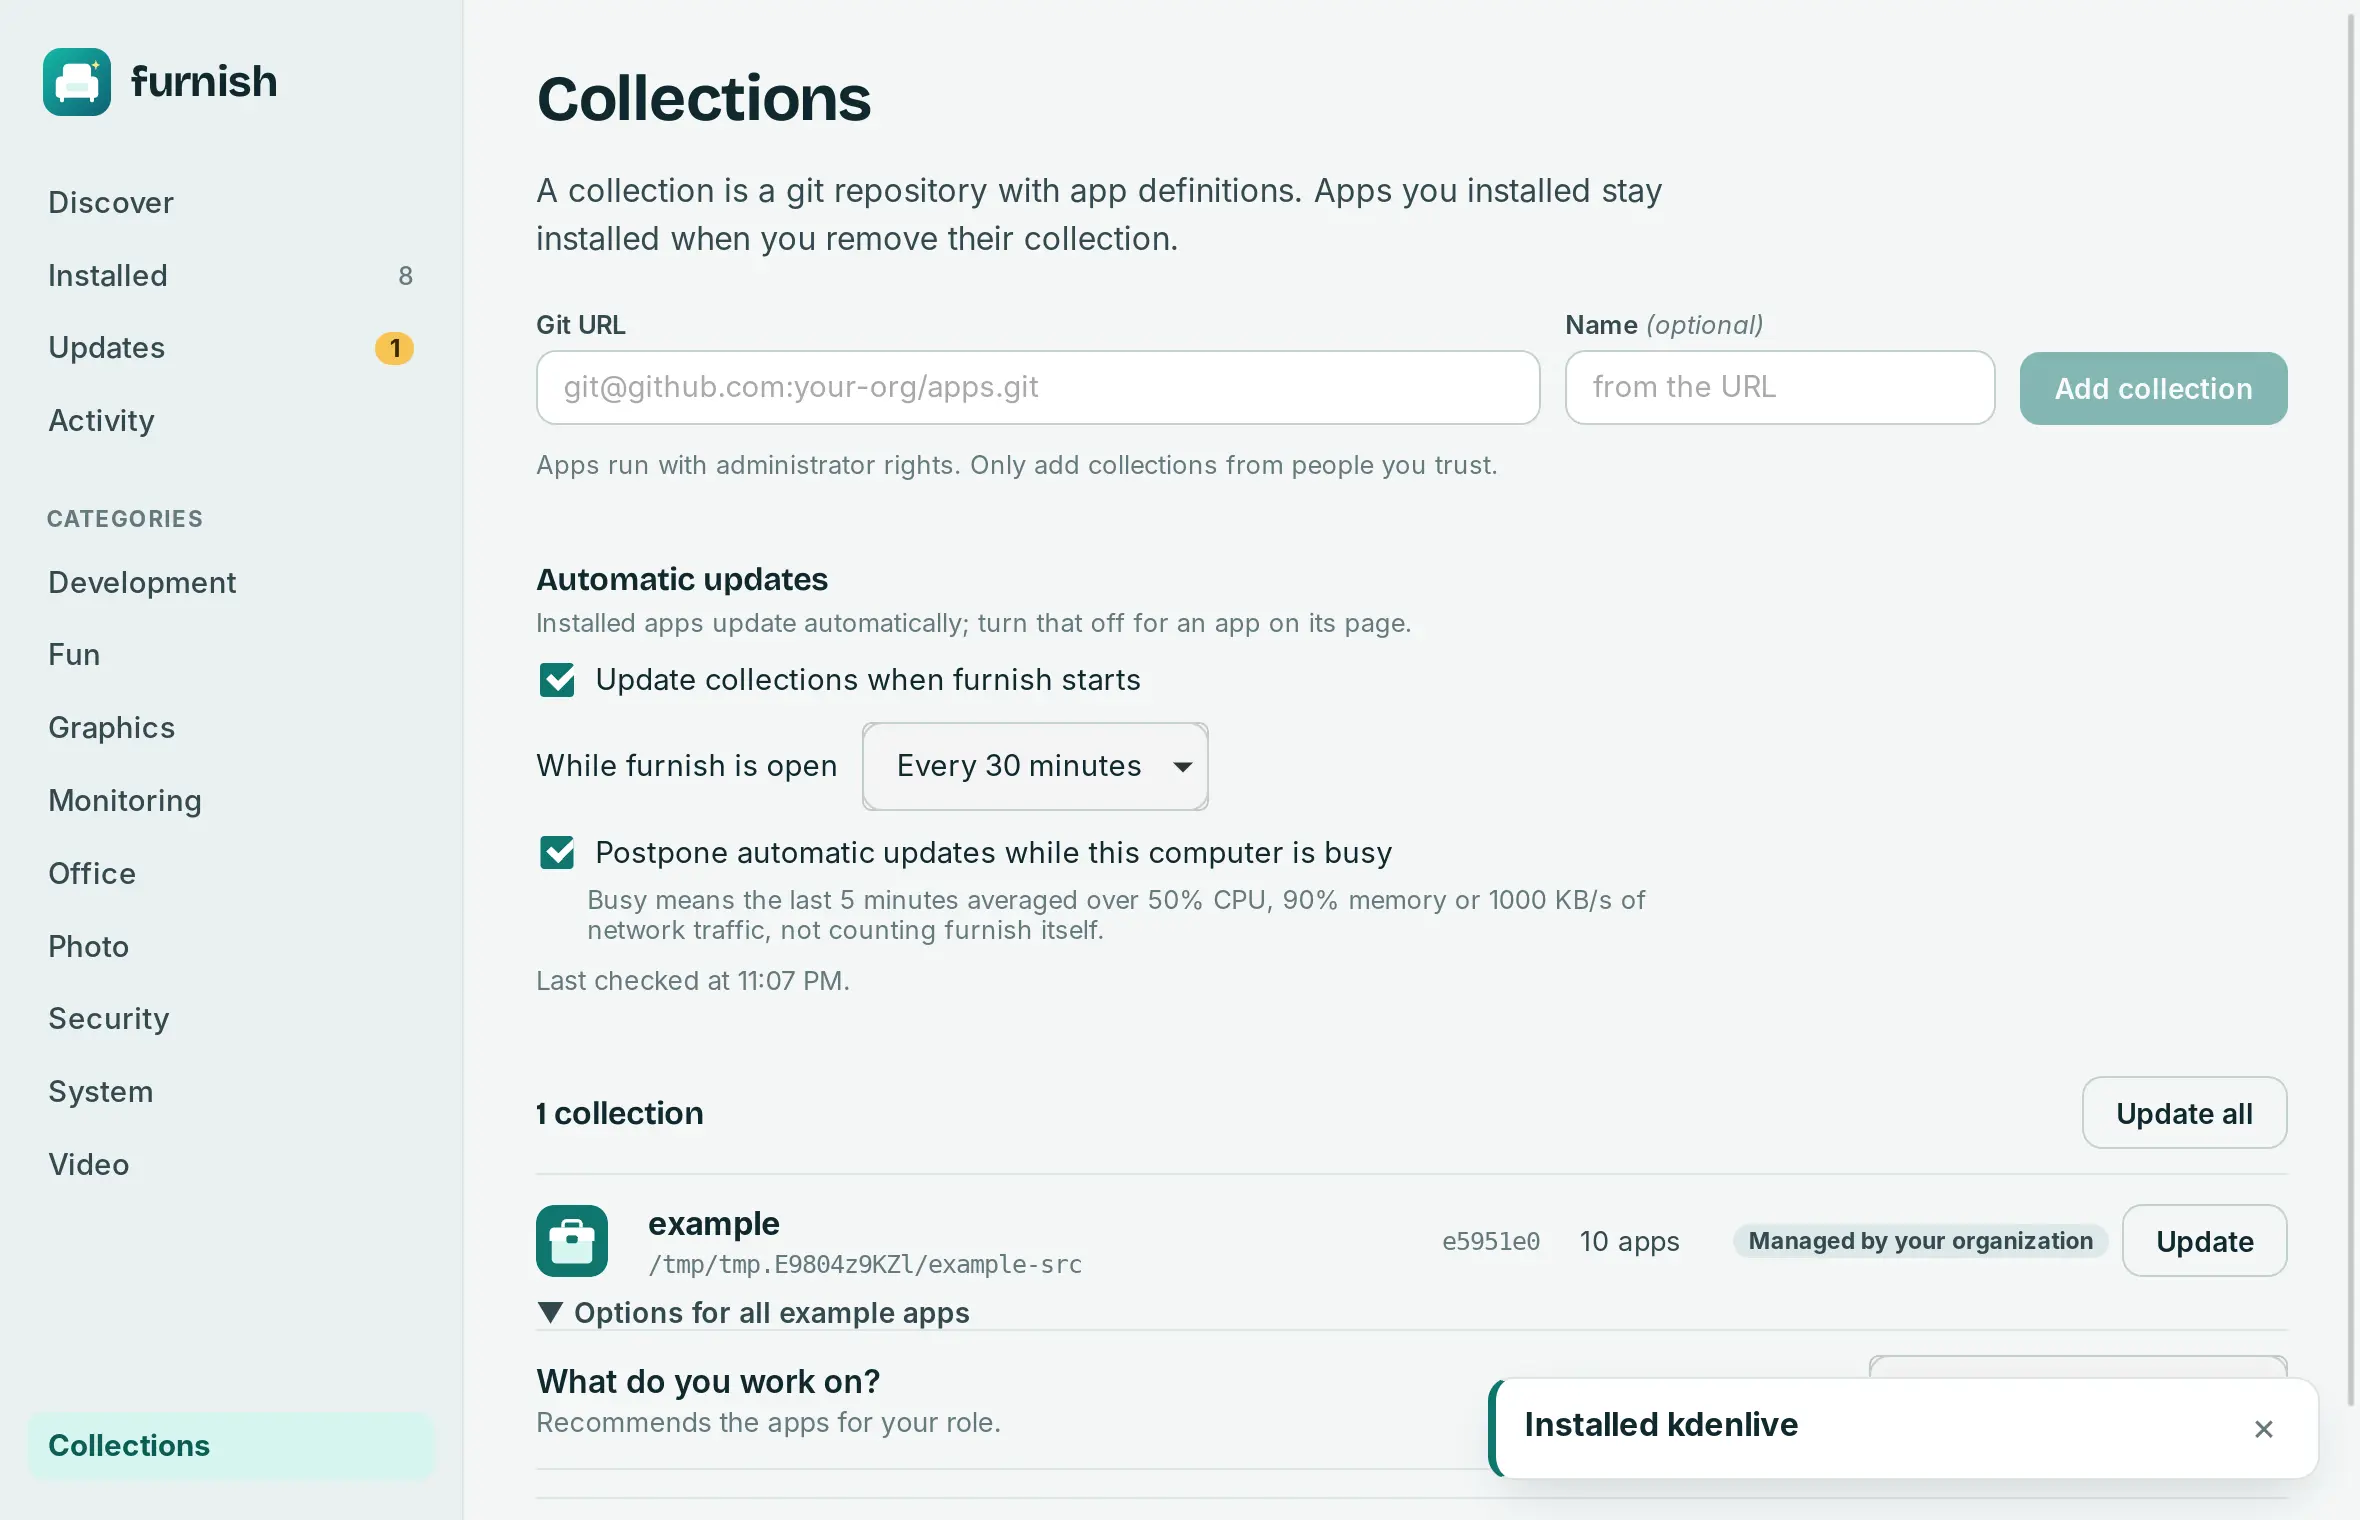 furnish
Discover
Installed 8
Updates 1
Activity
CATEGORIES
Development
Fun
Graphics
Monitoring
Office
Photo
Security
System
Video
Collections
Collections
A collection is a git repository with app definitions. Apps you installed stay
installed when you remove their collection.
Git URL
git@github.com:your-org/apps.git
Name (optional)
from the URL
Add collection
Apps run with administrator rights. Only add collections from people you trust.
Automatic updates
Installed apps update automatically; turn that off for an app on its page.
Update collections when furnish starts
While furnish is open Every 30 minutes
Postpone automatic updates while this computer is busy
Busy means the last 5 minutes averaged over 50% CPU, 90% memory or 1000 KB/s of
network traffic, not counting furnish itself.
Last checked at 11:07 PM.
1 collection Update all
example
/tmp/tmp.E9804z9KZl/example-src
e5951e0 10 apps Managed by your organization Update
▼ Options for all example apps
What do you work on?
Recommends the apps for your role.
Installed kdenlive ×